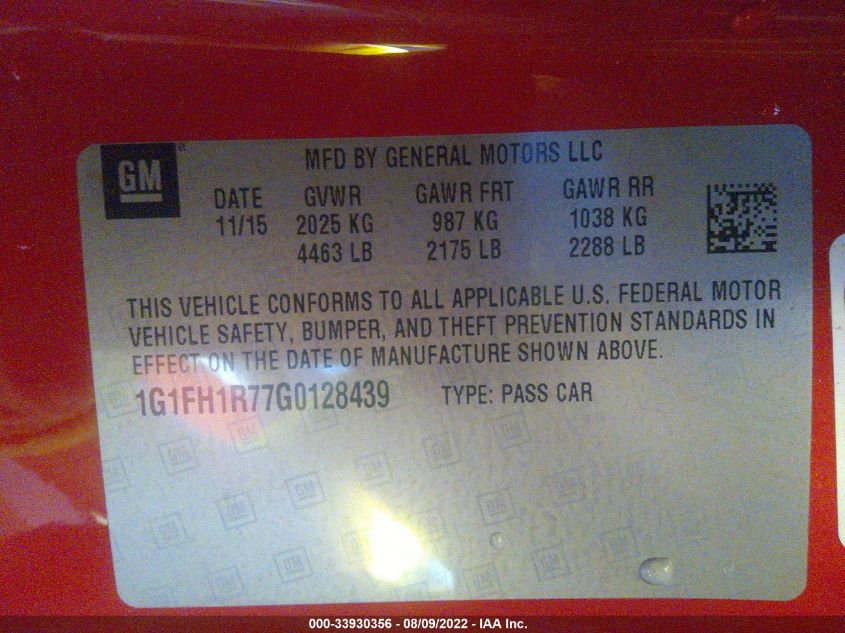 GM
MFD BY GENERAL MOTORS LLC
DATE GVWR GAWR FRT GAWR RR
11/15 2025 KG 987 KG 1038 KG
4463 LB 2175 LB 2288 LB
THIS VEHICLE CONFORMS TO ALL APPLICABLE U.S. FEDERAL MOTOR
VEHICLE SAFETY, BUMPER, AND THEFT PREVENTION STANDARDS IN
EFFECT ON THE DATE OF MANUFACTURE SHOWN ABOVE.
1G1FH1R77G0128439 TYPE: PASS CAR
000-33930356 - 08/09/2022 - IAA Inc.